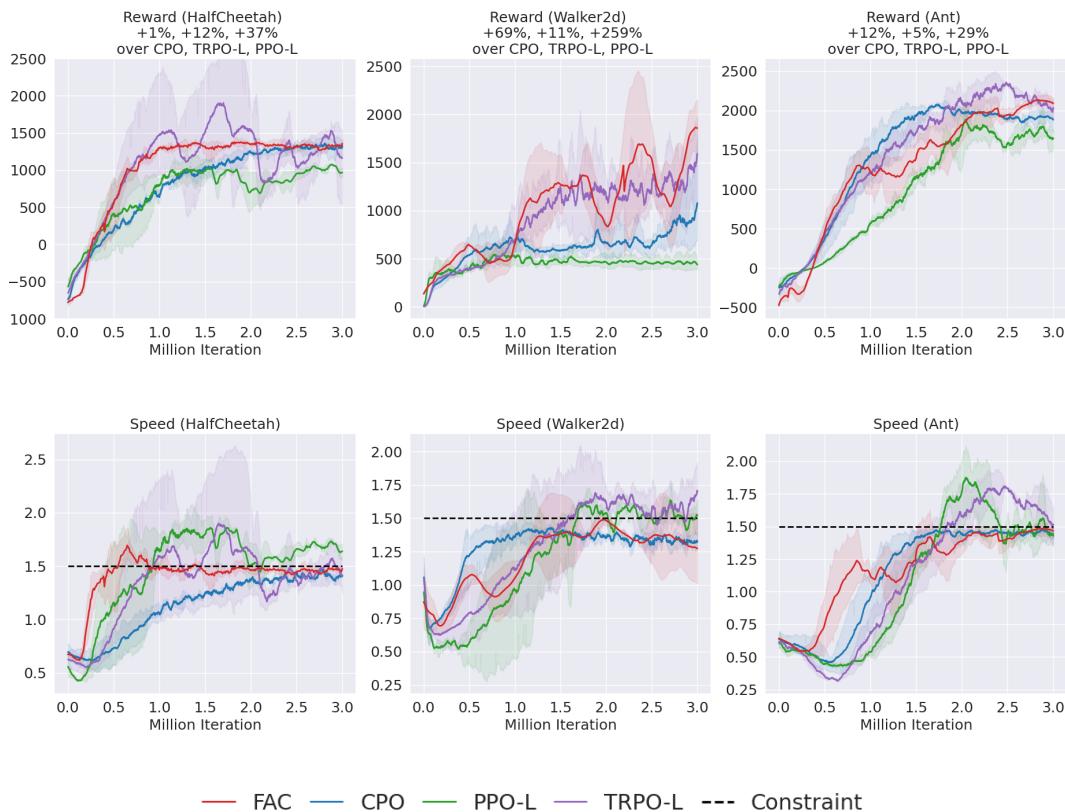 Reward (HalfCheetah)
+1%, +12%, +37%
over CPO, TRPO-L, PPO-L
2500
2000
1500
1000
500
0
−500
1000
0.0 0.5 1.0 1.5 2.0 2.5 3.0
Million Iteration
Reward (Walker2d)
+69%, +11%, +259%
over CPO, TRPO-L, PPO-L
2500
2000
1500
1000
500
0
0.0 0.5 1.0 1.5 2.0 2.5 3.0
Million Iteration
Reward (Ant)
+12%, +5%, +29%
over CPO, TRPO-L, PPO-L
2500
2000
1500
1000
500
0
−500
0.0 0.5 1.0 1.5 2.0 2.5 3.0
Million Iteration
Speed (HalfCheetah)
2.5
2.0
1.5
1.0
0.5
0.0 0.5 1.0 1.5 2.0 2.5 3.0
Million Iteration
Speed (Walker2d)
2.00
1.75
1.50
1.25
1.00
0.75
0.50
0.25
0.0 0.5 1.0 1.5 2.0 2.5 3.0
Million Iteration
Speed (Ant)
2.00
1.75
1.50
1.25
1.00
0.75
0.50
0.25
0.0 0.5 1.0 1.5 2.0 2.5 3.0
Million Iteration
FAC CPO PPO-L TRPO-L Constraint